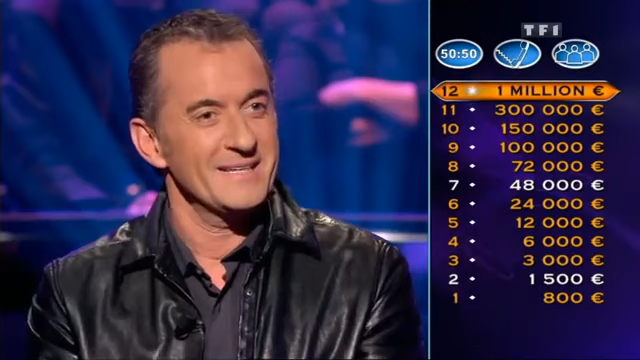 TF1
50:50
12 1 MILLION €
11 300 000 €
10 150 000 €
9 100 000 €
8 72 000 €
7 48 000 €
6 24 000 €
5 12 000 €
4 6 000 €
3 3 000 €
2 1 500 €
1 800 €